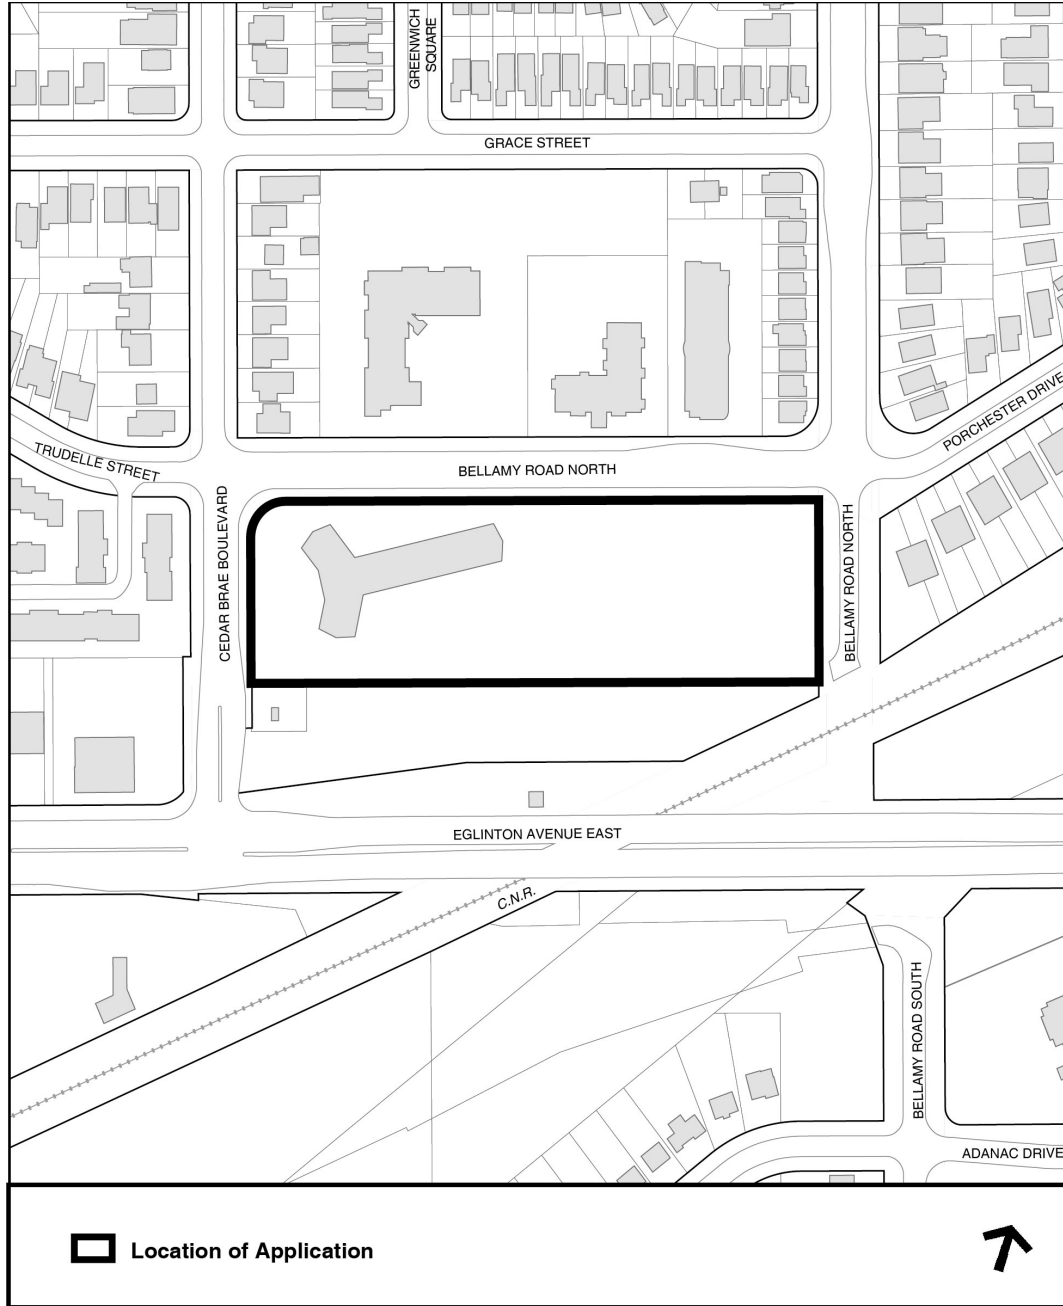 GREENWICH
SQUARE
GRACE STREET
PORCHESTER DRIVE
TRUDELLE STREET
BELLAMY ROAD NORTH
CEDAR BRAE BOULEVARD
BELLAMY ROAD NORTH
EGLINTON AVENUE EAST
C.N.R.
BELLAMY ROAD SOUTH
ADANAC DRIVE
Location of Application